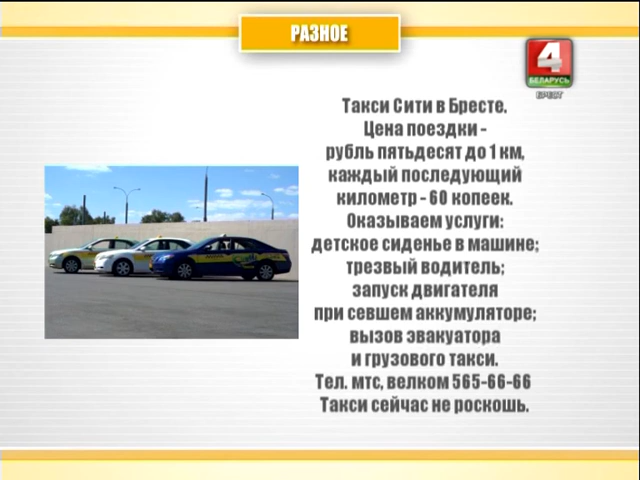 РАЗНОЕ
4
БЕЛАРУСЬ
БРЕСТ
Такси Сити в Бресте.
Цена поездки -
рубль пятьдесят до 1 км,
каждый последующий
километр - 60 копеек.
Оказываем услуги:
детское сиденье в машине;
трезвый водитель;
запуск двигателя
при севшем аккумуляторе;
вызов эвакуатора
и грузового такси.
Тел. мтс, велком 565-66-66
Такси сейчас не роскошь.